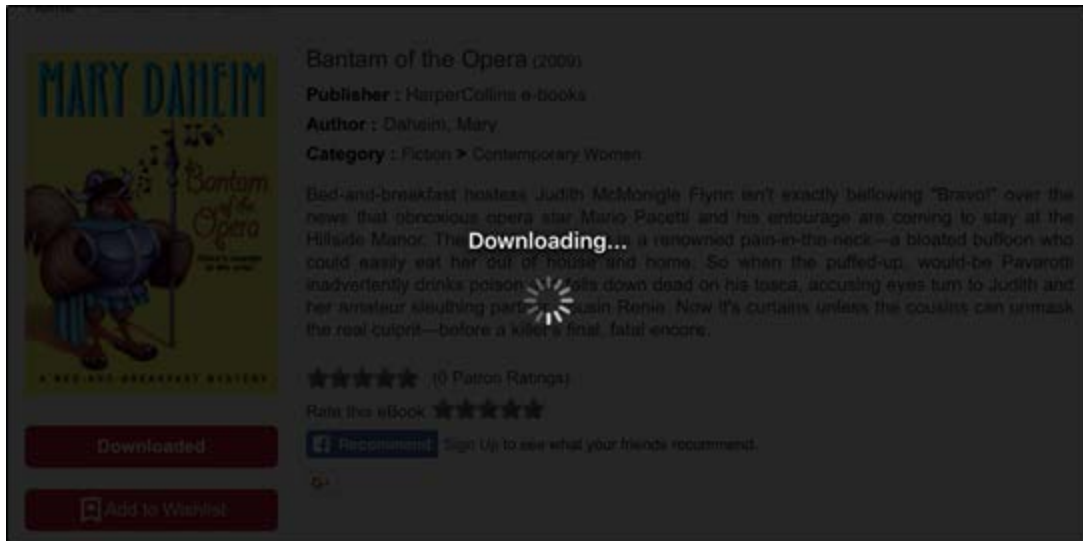 MARY DAHEIM
Bantam
of the
Opera
A BED-AND-BREAKFAST MYSTERY
Downloaded
Add to Wishlist
Bantam of the Opera (2009)
Publisher : HarperCollins e-books
Author : Daheim, Mary
Category : Fiction > Contemporary Women
Bed-and-breakfast hostess Judith McMonigle Flynn isn't exactly bellowing "Bravo!" over the
news that obnoxious opera star Mario Pacetti and his entourage are coming to stay at the
Hillside Manor. The is a renowned pain-in-the-neck—a bloated buffoon who
could easily eat her out of house and home. So when the puffed-up, would-be Pavarotti
inadvertently drinks poison down dead on his tosca, accusing eyes turn to Judith and
her amateur sleuthing partner, cousin Renie. Now it's curtains unless the cousins can unmask
the real culprit—before a killer's final, fatal encore.
Downloading...
(0 Patron Ratings)
Rate this eBook
Recommend Sign Up to see what your friends recommend.
G+